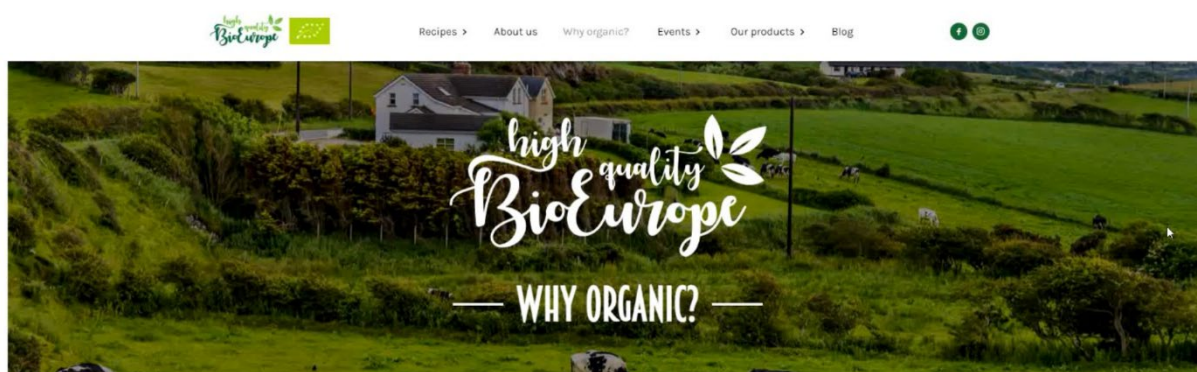 high quality BioEurope
Recipes > About us Why organic? Events > Our products > Blog
high
quality
BioEurope
WHY ORGANIC?